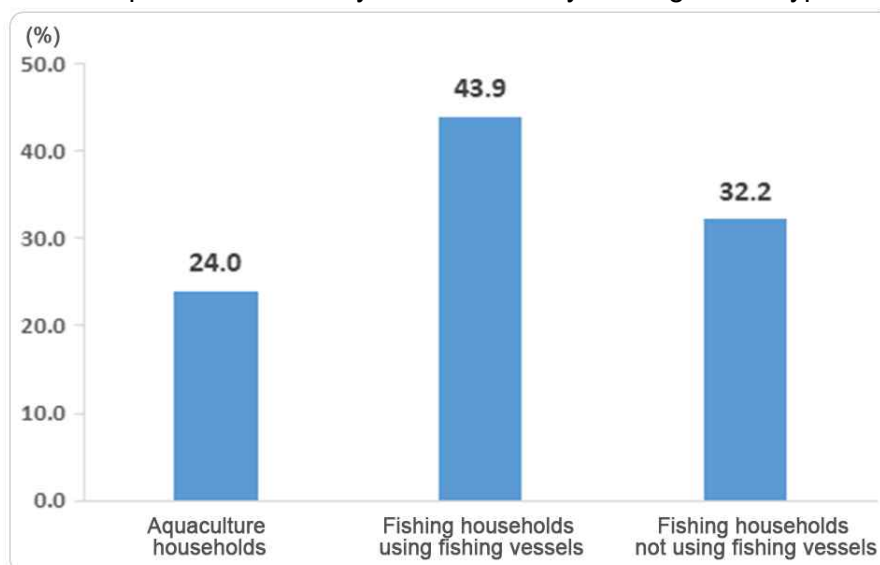 (%)
50.0
40.0
30.0
20.0
10.0
0.0
24.0
43.9
32.2
Aquaculture
households
Fishing households
using fishing vessels
Fishing households
not using fishing vessels